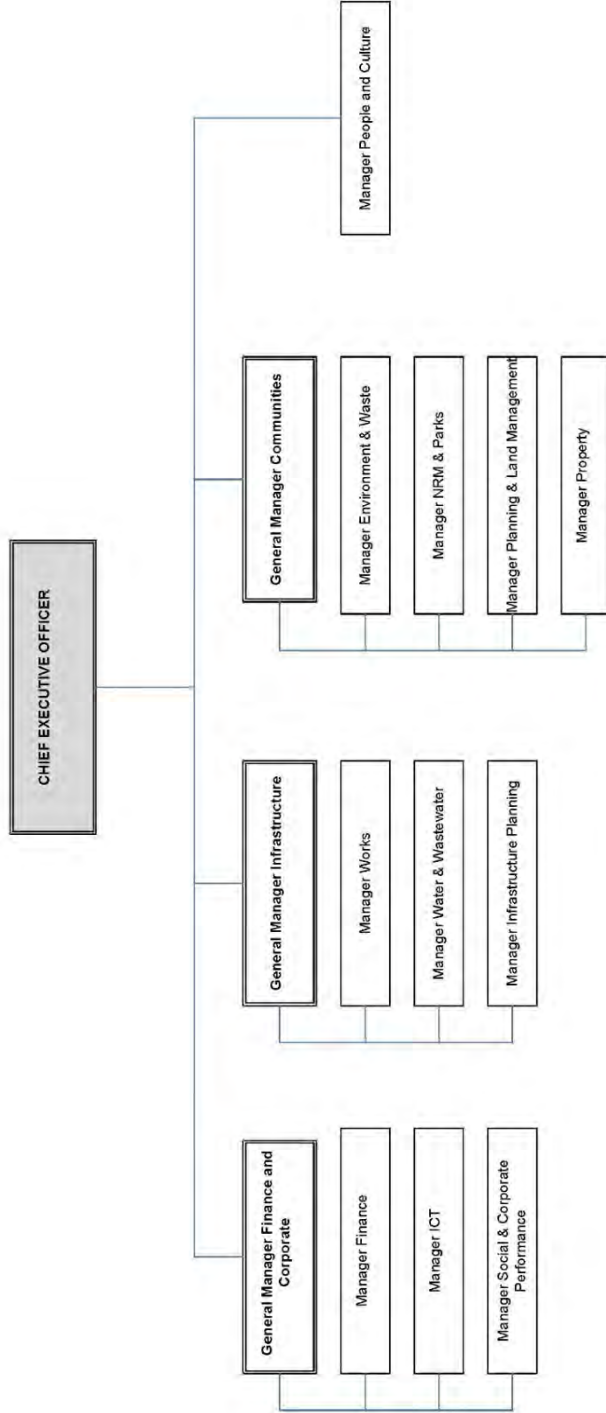 CHIEF EXECUTIVE OFFICER
General Manager Finance and
Corporate
Manager Finance
Manager ICT
Manager Social & Corporate
Performance
General Manager Infrastructure
Manager Works
Manager Water & Wastewater
Manager Infrastructure Planning
General Manager Communities
Manager Environment & Waste
Manager NRM & Parks
Manager Planning & Land Management
Manager Property
Manager People and Culture